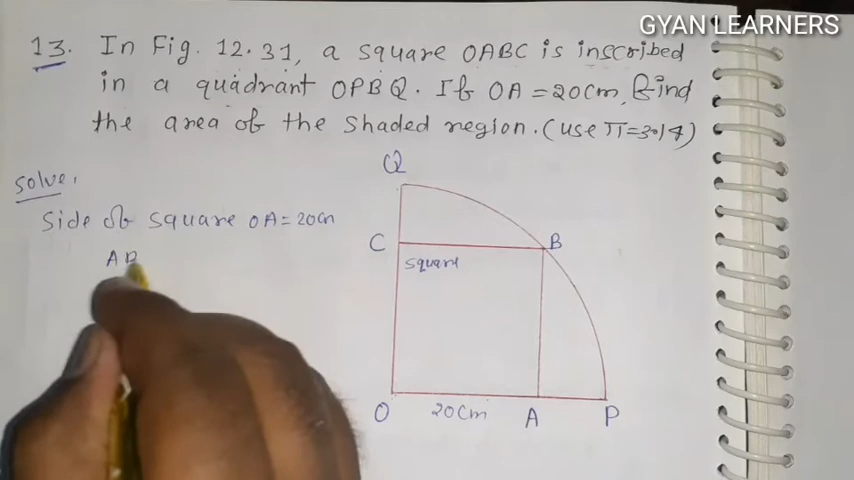 GYAN LEARNERS
13. In Fig. 12.31, a square OABC is inscribed
in a quadrant OPBQ. If OA = 20cm, find
the area of the shaded region. (use π=3.14)
Solve,
Side of square OA = 20cm
AB
Q
C
B
square
O
20cm
A
P